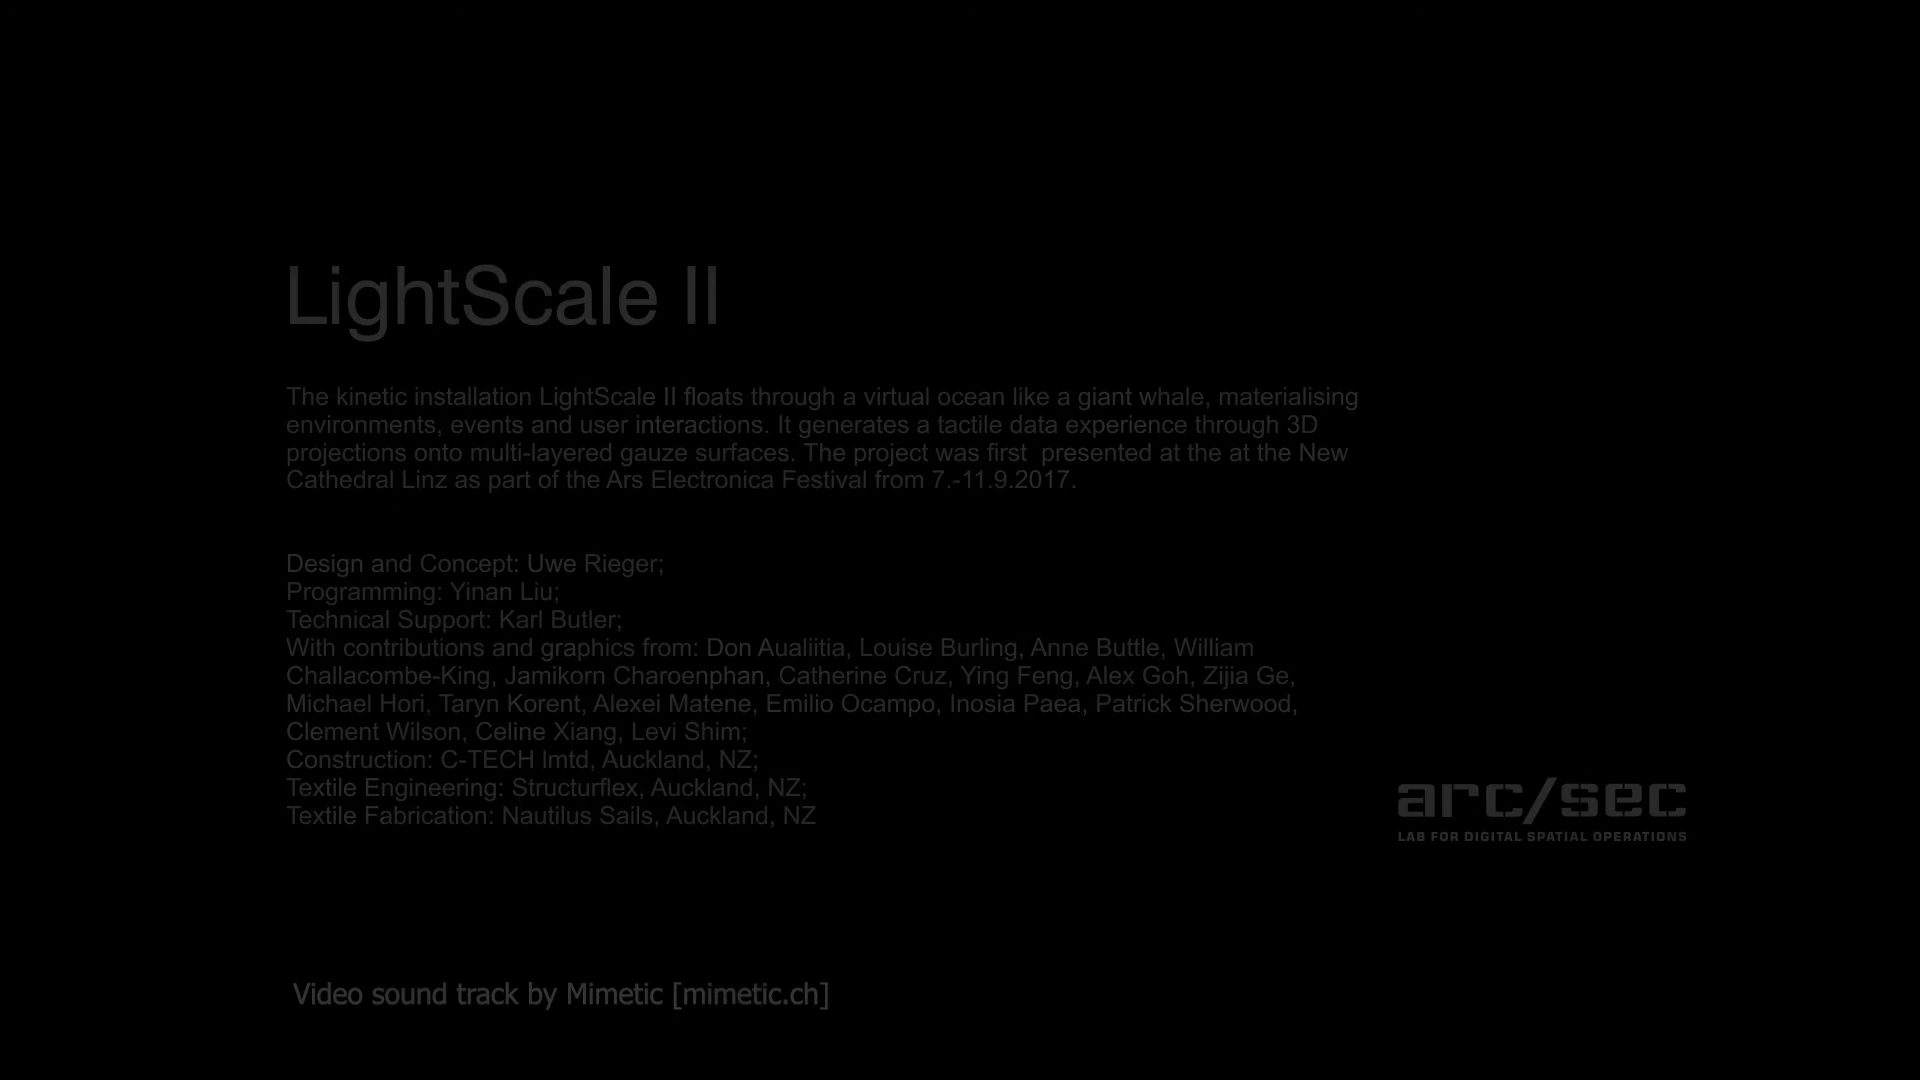 LightScale II
The kinetic installation LightScale II floats through a virtual ocean like a giant whale, materialising
environments, events and user interactions. It generates a tactile data experience through 3D
projections onto multi-layered gauze surfaces. The project was first  presented at the at the New
Cathedral Linz as part of the Ars Electronica Festival from 7.-11.9.2017.
Design and Concept: Uwe Rieger;
Programming: Yinan Liu;
Technical Support: Karl Butler;
With contributions and graphics from: Don Aualiitia, Louise Burling, Anne Buttle, William
Challacombe-King, Jamikorn Charoenphan, Catherine Cruz, Ying Feng, Alex Goh, Zijia Ge,
Michael Hori, Taryn Korent, Alexei Matene, Emilio Ocampo, Inosia Paea, Patrick Sherwood,
Clement Wilson, Celine Xiang, Levi Shim;
Construction: C-TECH lmtd, Auckland, NZ;
Textile Engineering: Structurflex, Auckland, NZ;
Textile Fabrication: Nautilus Sails, Auckland, NZ
arc/sec
LAB FOR DIGITAL SPATIAL OPERATIONS
Video sound track by Mimetic [mimetic.ch]